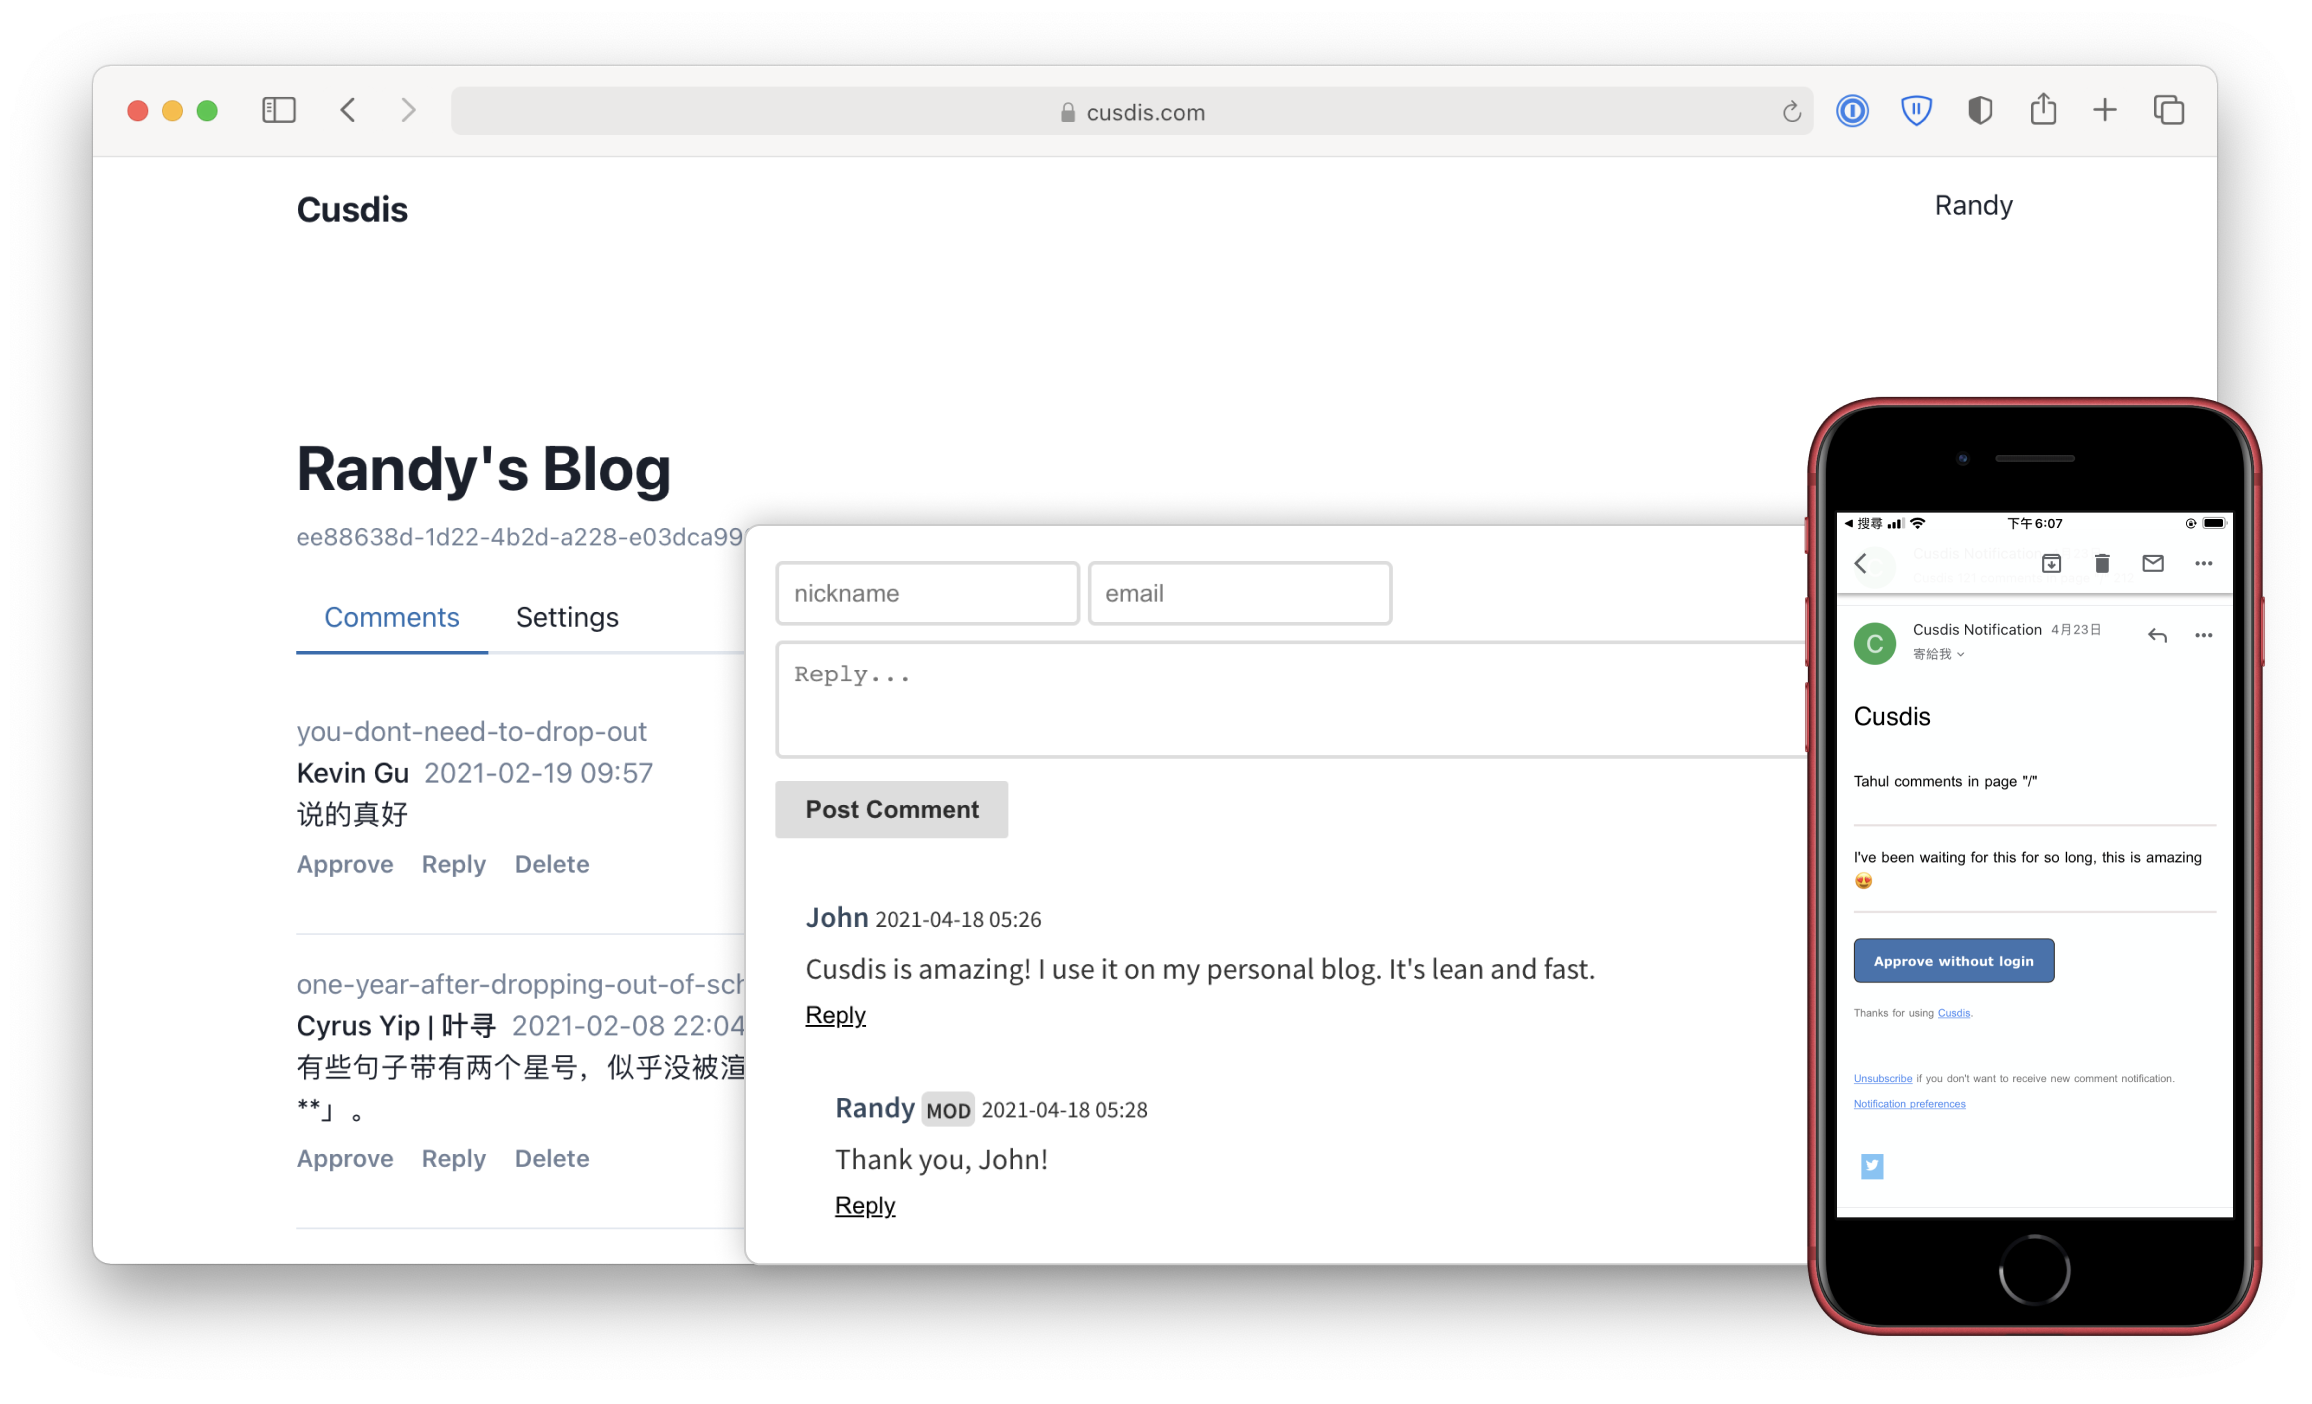 cusdis.com
Cusdis
Randy
Randy's Blog
ee88638d-1d22-4b2d-a228-e03dca99
Comments Settings
you-dont-need-to-drop-out
Kevin Gu 2021-02-19 09:57
说的真好
Approve Reply Delete
one-year-after-dropping-out-of-sch
Cyrus Yip | 叶寻 2021-02-08 22:04
有些句子带有两个星号，似乎没被渲
**」。
Approve Reply Delete
nickname email
Reply...
Post Comment
John 2021-04-18 05:26
Cusdis is amazing! I use it on my personal blog. It's lean and fast.
Reply
Randy MOD 2021-04-18 05:28
Thank you, John!
Reply
搜尋 下午6:07
Cusdis Notification 4月23日
寄給我
C
Cusdis
Tahul comments in page "/"
I've been waiting for this for so long, this is amazing
😍
Approve without login
Thanks for using Cusdis.
Unsubscribe if you don't want to receive new comment notification.
Notification preferences